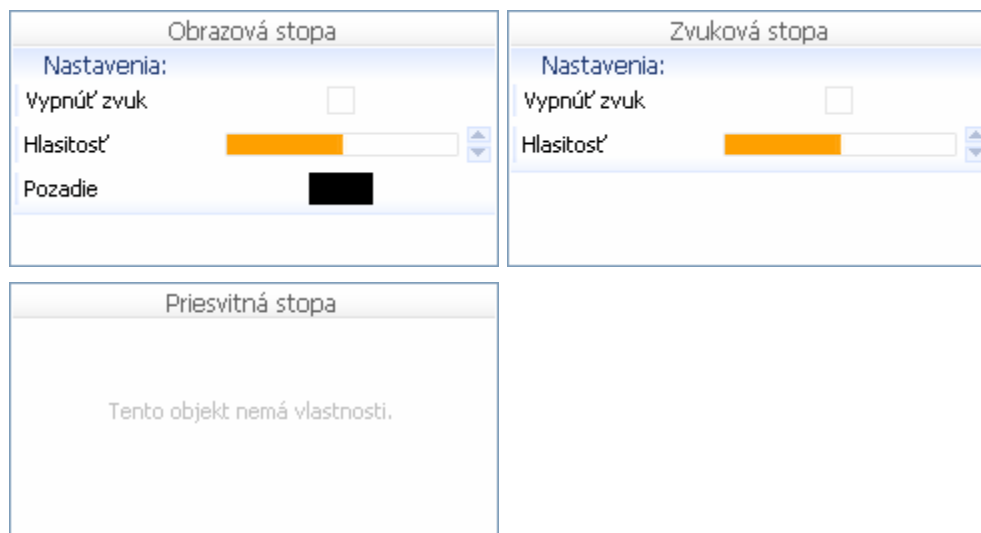 Obrazová stopa
Nastavenia:
Vypnúť zvuk
Hlasitosť
Pozadie
Zvuková stopa
Nastavenia:
Vypnúť zvuk
Hlasitosť
Priesvitná stopa
Tento objekt nemá vlastnosti.